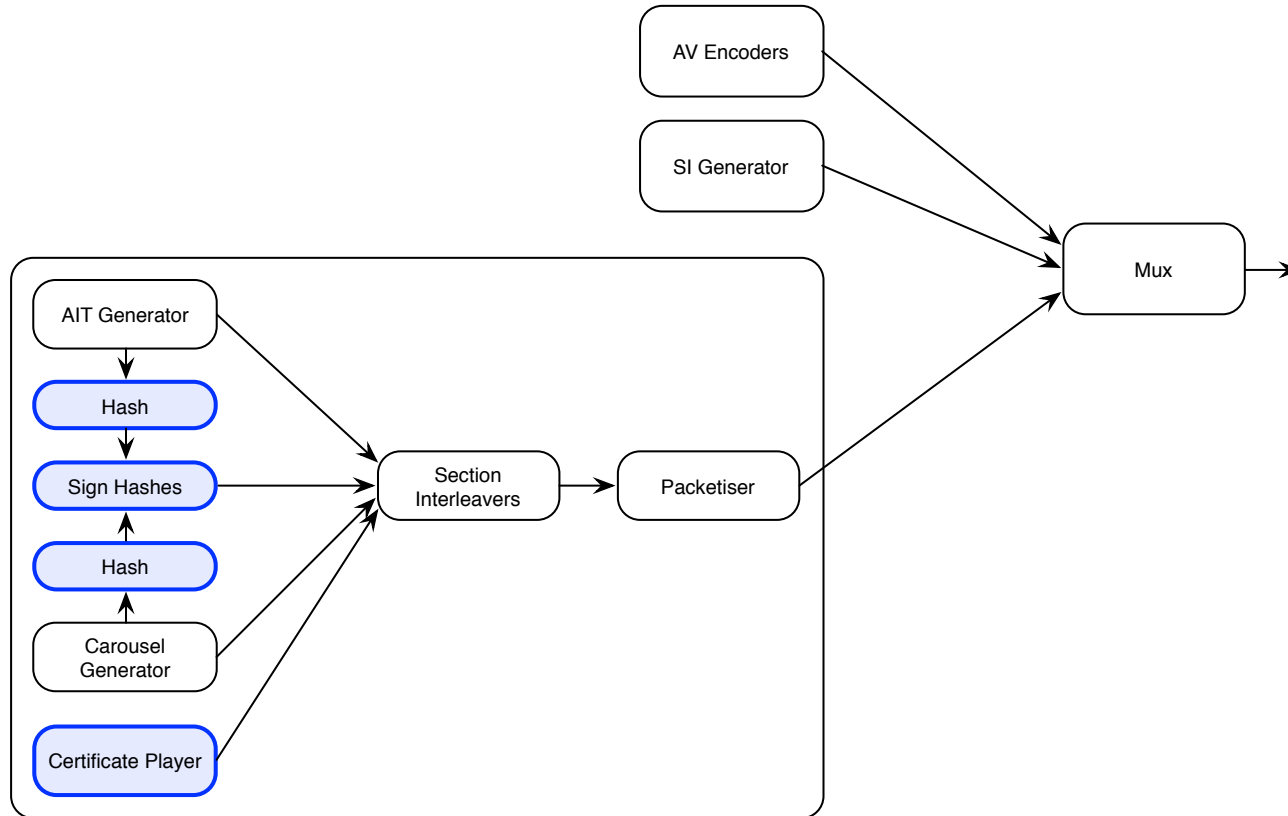 AV Encoders
SI Generator
Mux
AIT Generator
Hash
Sign Hashes
Hash
Carousel
Generator
Certificate Player
Section
Interleavers
Packetiser